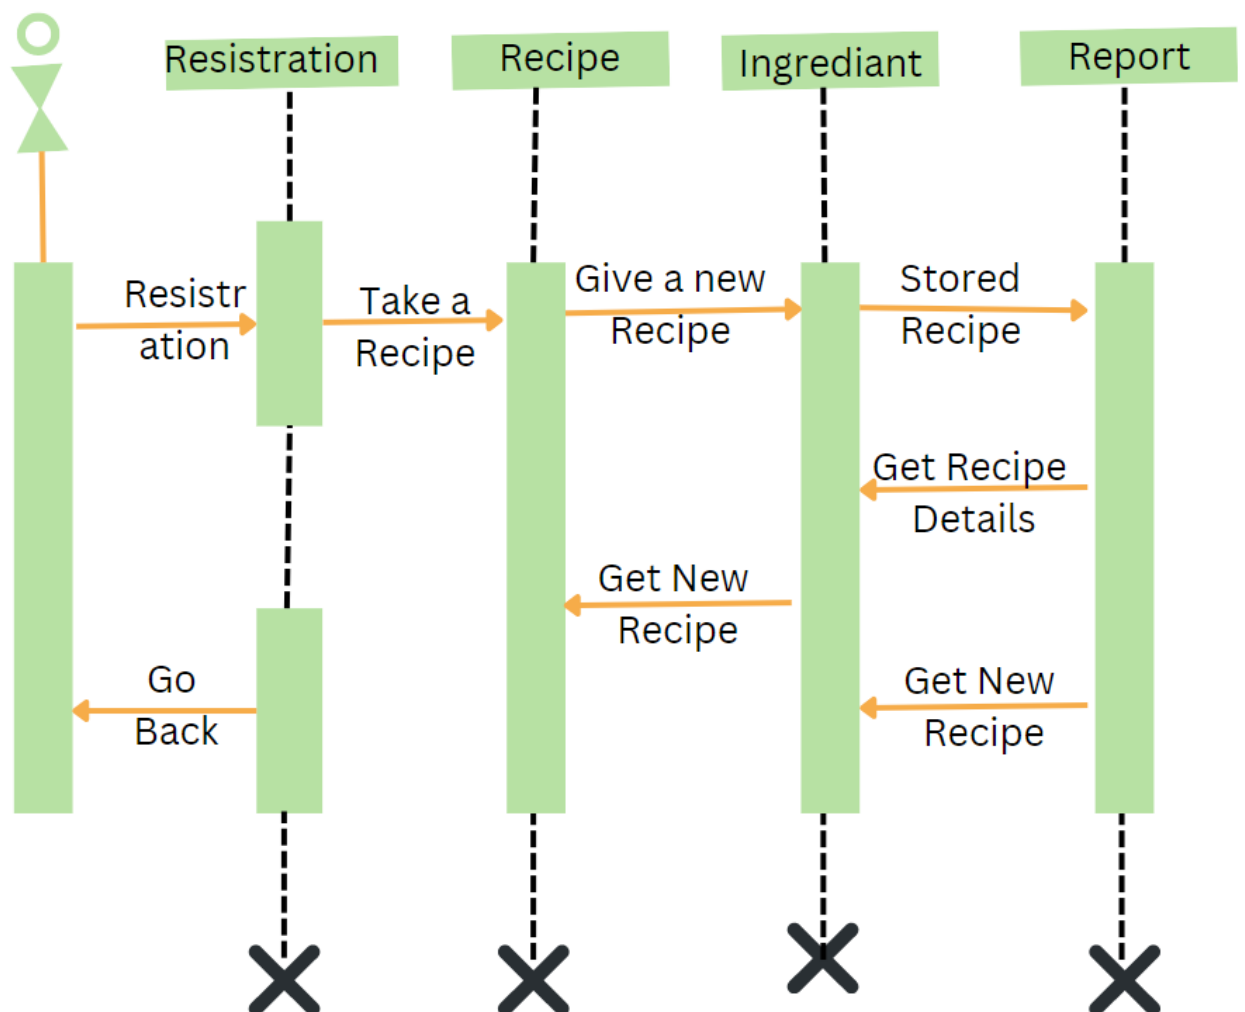 Resistration
Recipe
Ingrediant
Report
Resistr
ation
Take a
Recipe
Give a new
Recipe
Stored
Recipe
Get Recipe
Details
Get New
Recipe
Go
Back
Get New
Recipe